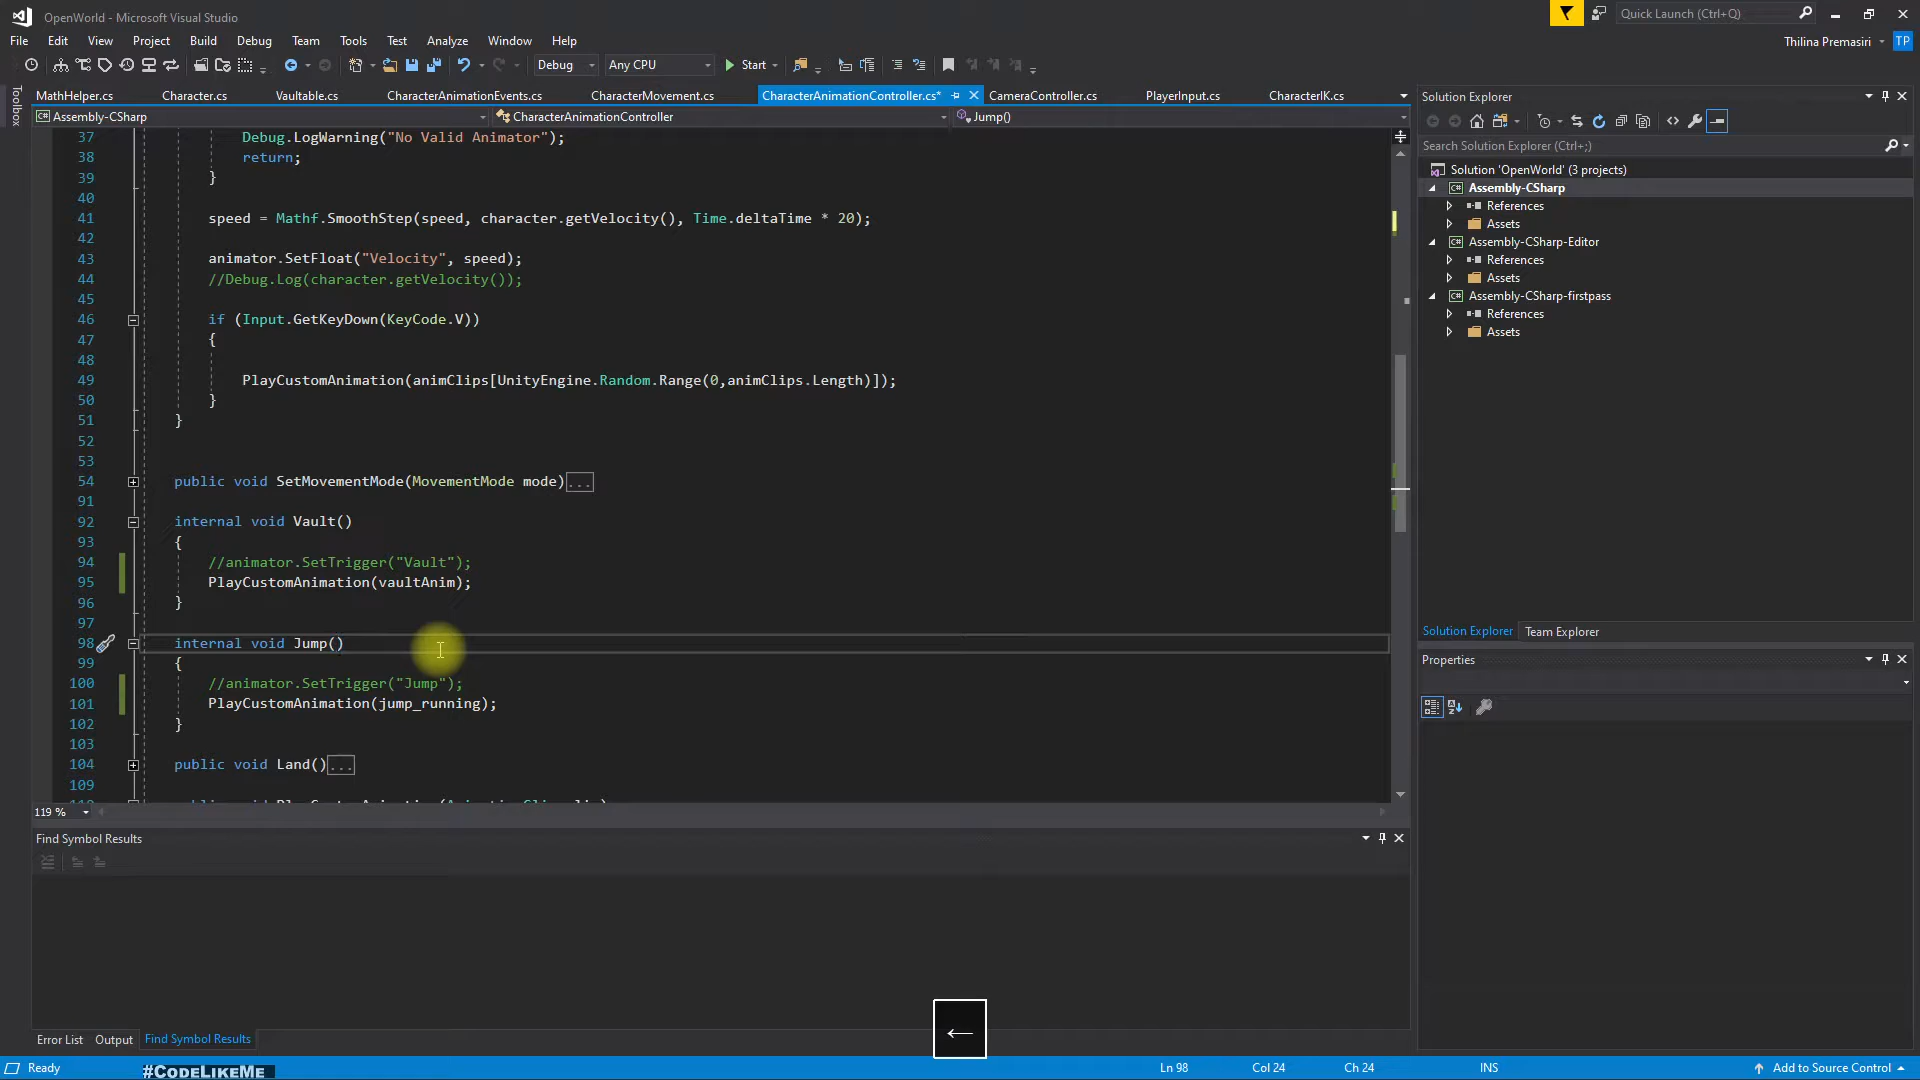 OpenWorld - Microsoft Visual Studio
Quick Launch (Ctrl+Q)
File Edit View Project Build Debug Team Tools Test Analyze Window Help
Thilina Premasiri TP
Debug Any CPU Start
Toolbox
MathHelper.cs Character.cs Vaultable.cs CharacterAnimationEvents.cs CharacterMovement.cs CharacterAnimationController.cs* CameraController.cs PlayerInput.cs CharacterIK.cs
Assembly-CSharp CharacterAnimationController Jump()
37 Debug.LogWarning("No Valid Animator");
38 return;
39 }
40
41 speed = Mathf.SmoothStep(speed, character.getVelocity(), Time.deltaTime * 20);
42
43 animator.SetFloat("Velocity", speed);
44 //Debug.Log(character.getVelocity());
45
46 if (Input.GetKeyDown(KeyCode.V))
47 {
48
49 PlayCustomAnimation(animClips[UnityEngine.Random.Range(0,animClips.Length)]);
50 }
51 }
52
53
54 public void SetMovementMode(MovementMode mode)...
91
92 internal void Vault()
93 {
94 //animator.SetTrigger("Vault");
95 PlayCustomAnimation(vaultAnim);
96 }
97
98 internal void Jump()
99 {
100 //animator.SetTrigger("Jump");
101 PlayCustomAnimation(jump_running);
102 }
103
104 public void Land()...
109
119 %
Find Symbol Results
Error List Output Find Symbol Results
Solution Explorer
Search Solution Explorer (Ctrl+;)
Solution 'OpenWorld' (3 projects)
Assembly-CSharp
References
Assets
Assembly-CSharp-Editor
References
Assets
Assembly-CSharp-firstpass
References
Assets
Solution Explorer Team Explorer
Properties
←
Ready #CodeLikeMe Ln 98 Col 24 Ch 24 INS Add to Source Control